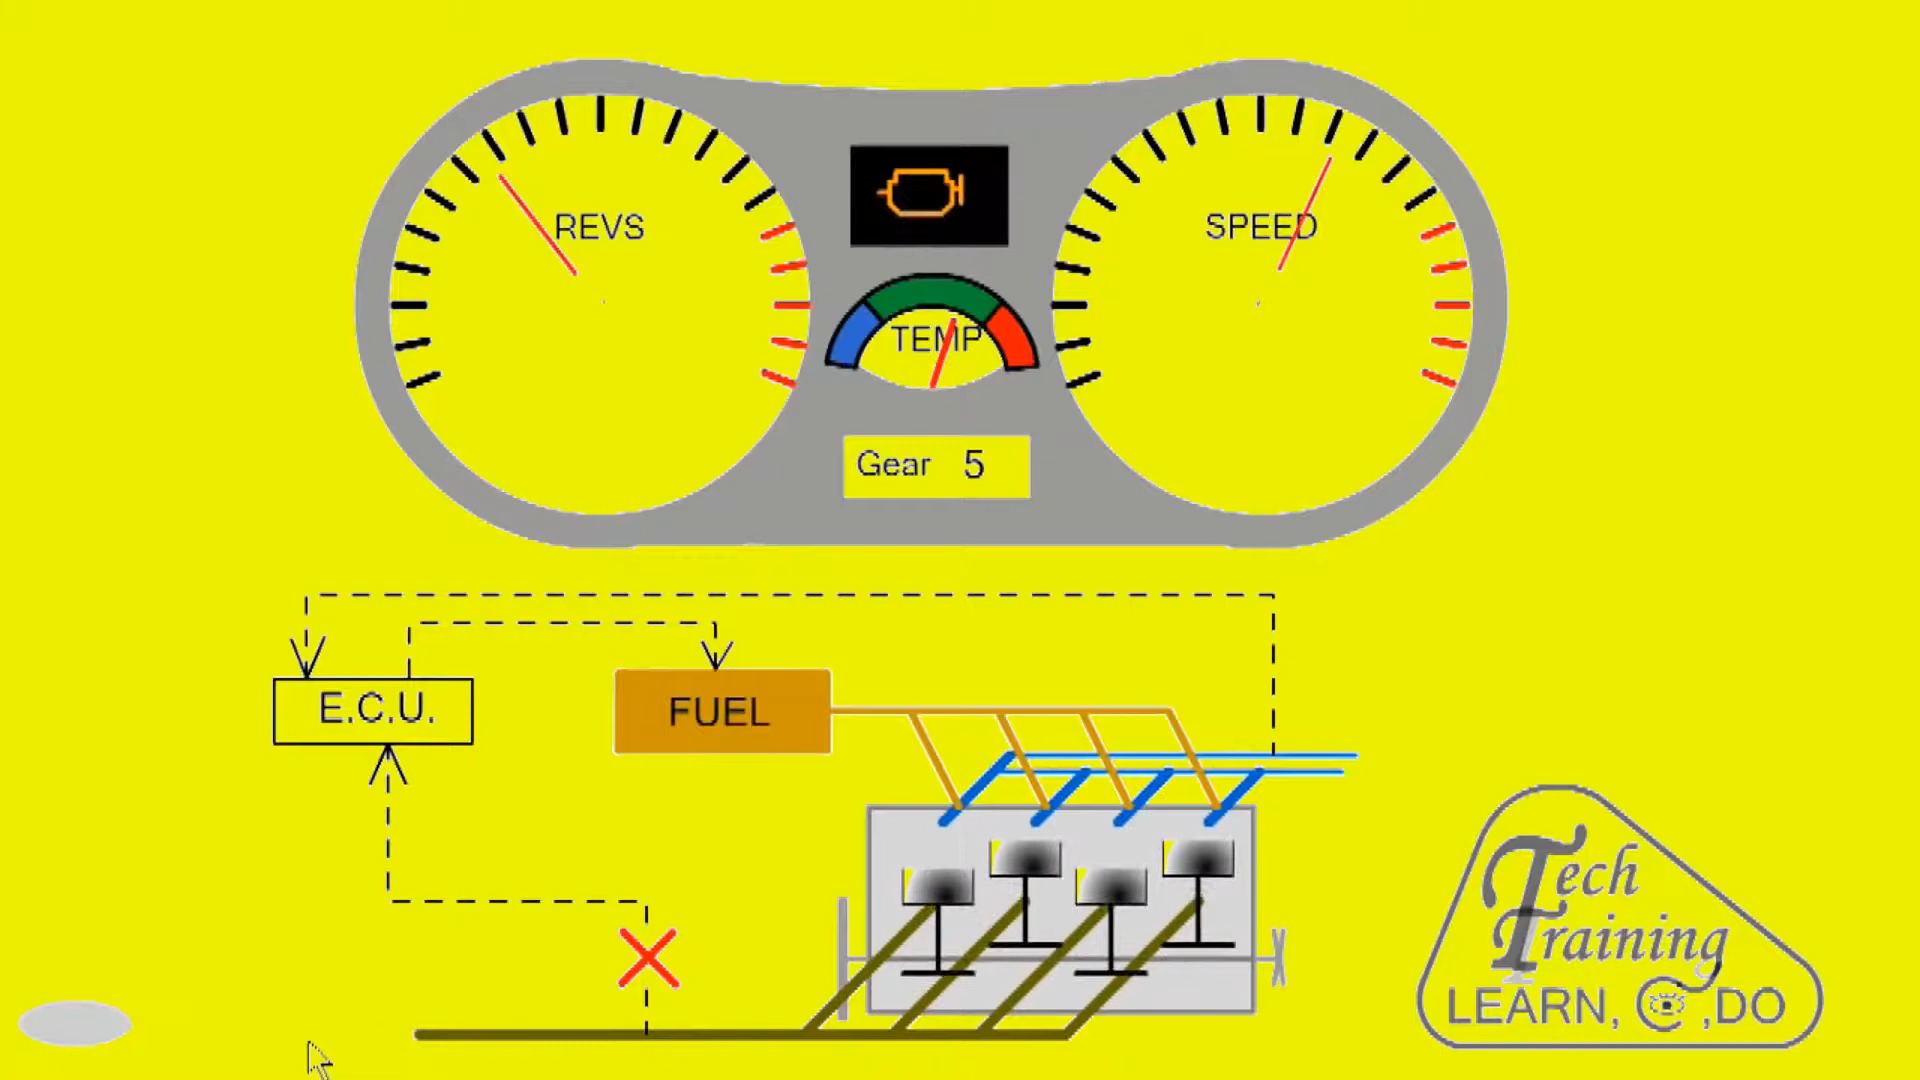 REVS
SPEED
TEMP
Gear 5
E.C.U.
FUEL
Tech
Training
LEARN, ,DO